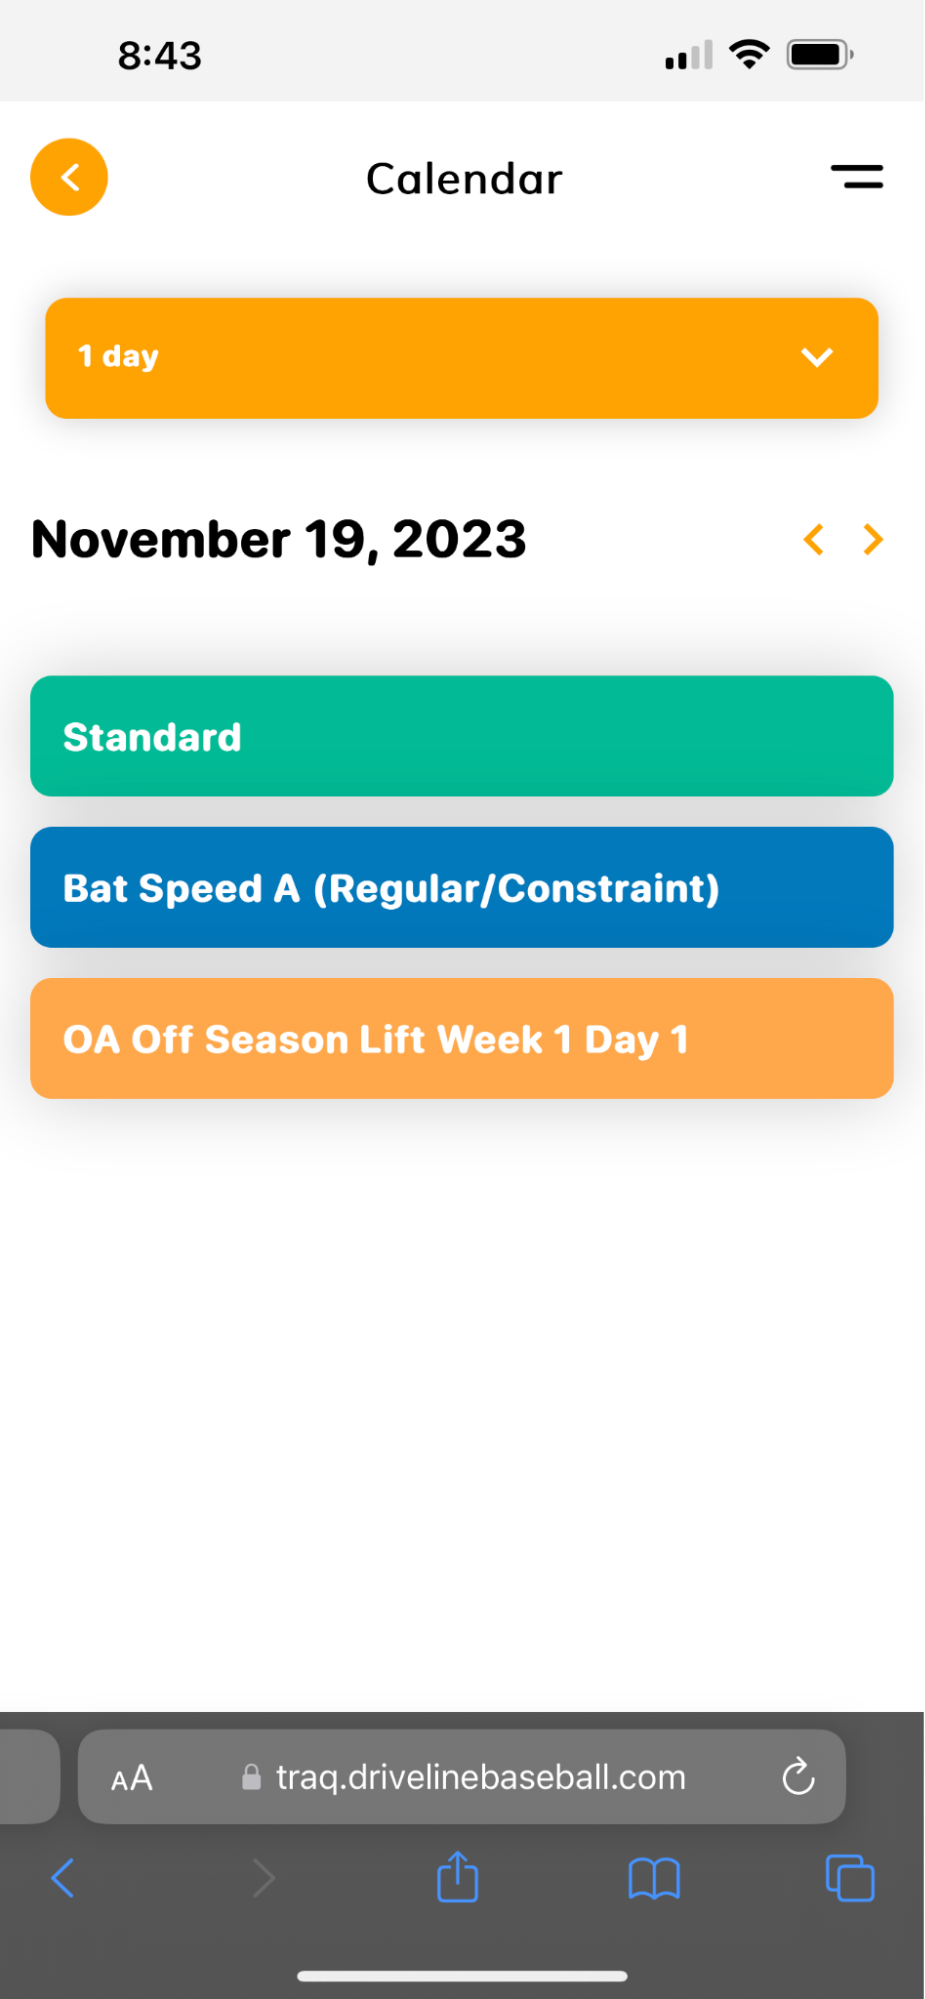 8:43
Calendar
1 day
November 19, 2023
Standard
Bat Speed A (Regular/Constraint)
OA Off Season Lift Week 1 Day 1
AA traq.drivelinebaseball.com